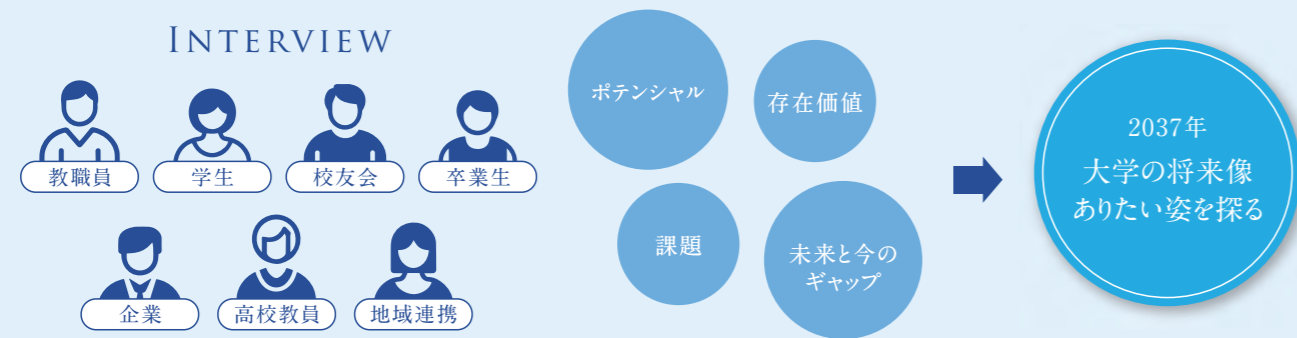 INTERVIEW
教職員
学生
校友会
卒業生
企業
高校教員
地域連携
ポテンシャル
存在価値
課題
未来と今の
ギャップ
2037年
大学の将来像
ありたい姿を探る